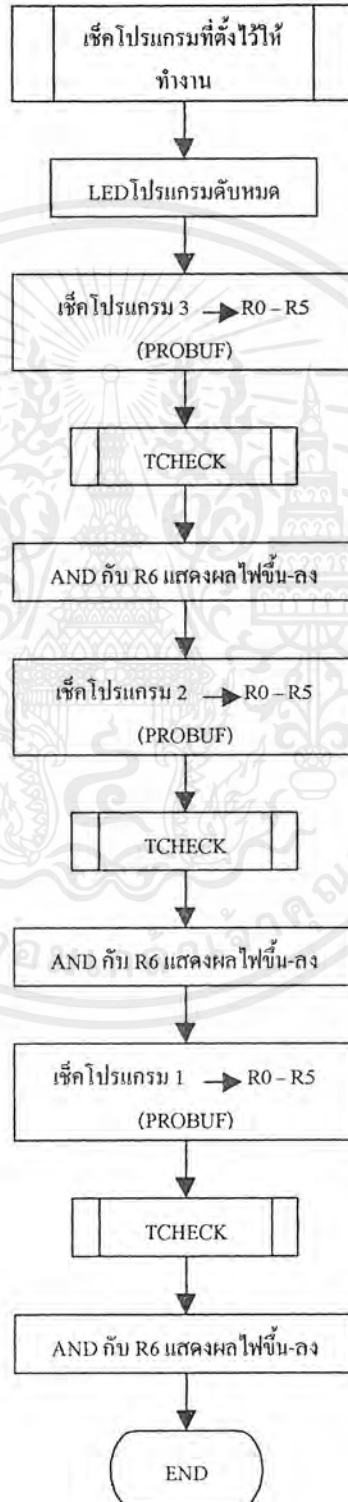 เช็คโปรแกรมที่ตั้งไว้ให้
ทำงาน
LEDโปรแกรมดับหมด
เช็คโปรแกรม 3 → R0 – R5
(PROBUF)
TCHECK
AND กับ R6 แสดงผลไฟขึ้น-ลง
เช็คโปรแกรม 2 → R0 – R5
(PROBUF)
TCHECK
AND กับ R6 แสดงผลไฟขึ้น-ลง
เช็คโปรแกรม 1 → R0 – R5
(PROBUF)
TCHECK
AND กับ R6 แสดงผลไฟขึ้น-ลง
END